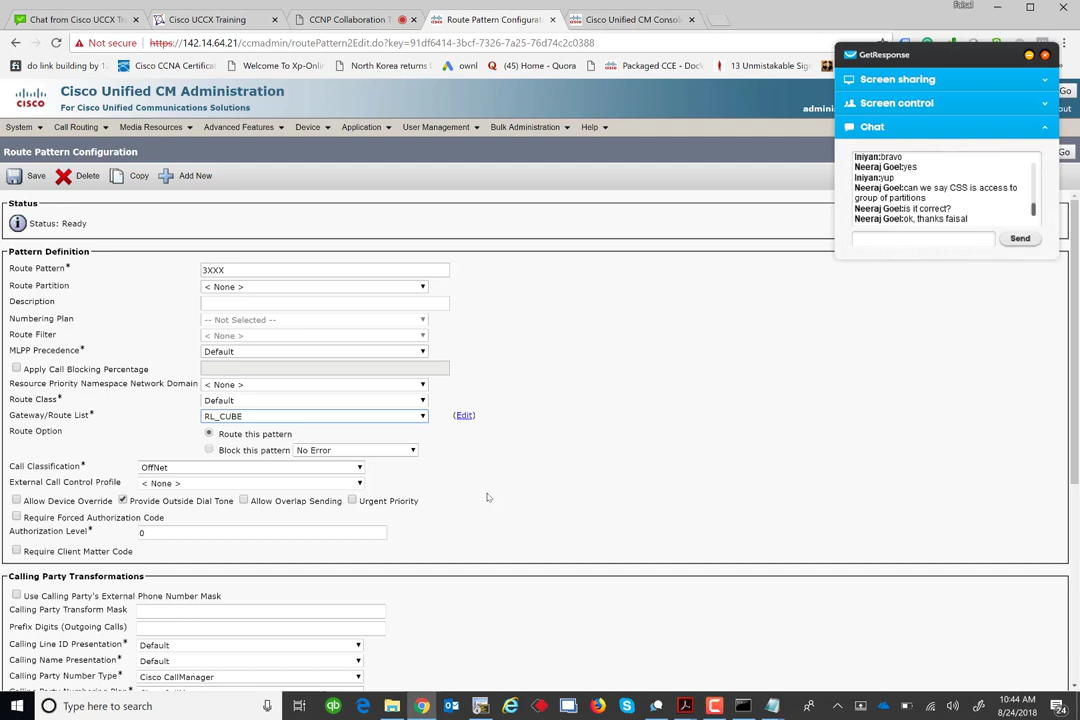 Faisal
Chat from Cisco UCCX Tr
Cisco UCCX Training
CCNP Collaboration T
Route Pattern Configurat
Cisco Unified CM Console
Not secure
https://142.14.64.21/ccmadmin/routePattern2Edit.do?key=91df6414-3bcf-7326-7a25-76d74c2c0388
do link building by 1
Cisco CCNA Certificat
Welcome To Xp-Onli
North Korea returns
ownl
(45) Home - Quora
Packaged CCE - Doc
13 Unmistakable Sig
GetResponse
Screen sharing
Screen control
Chat
Iniyan:bravo
Neeraj Goel:yes
Iniyan:yup
Neeraj Goel:can we say CSS is access to
group of partitions
Neeraj Goel:is it correct?
Neeraj Goel:ok, thanks faisal
Send
CISCO
Cisco Unified CM Administration
For Cisco Unified Communications Solutions
Go
admini
out
System
Call Routing
Media Resources
Advanced Features
Device
Application
User Management
Bulk Administration
Help
Route Pattern Configuration
Go
Save
Delete
Copy
Add New
Status
Status: Ready
Pattern Definition
Route Pattern*
3XXX
Route Partition
< None >
Description
Numbering Plan
-- Not Selected --
Route Filter
< None >
MLPP Precedence*
Default
Apply Call Blocking Percentage
Resource Priority Namespace Network Domain
< None >
Route Class*
Default
Gateway/Route List*
RL_CUBE
(Edit)
Route Option
Route this pattern
Block this pattern
No Error
Call Classification*
OffNet
External Call Control Profile
< None >
Allow Device Override
Provide Outside Dial Tone
Allow Overlap Sending
Urgent Priority
Require Forced Authorization Code
Authorization Level*
0
Require Client Matter Code
Calling Party Transformations
Use Calling Party's External Phone Number Mask
Calling Party Transform Mask
Prefix Digits (Outgoing Calls)
Calling Line ID Presentation*
Default
Calling Name Presentation*
Default
Calling Party Number Type*
Cisco CallManager
Type here to search
10:44 AM
8/24/2018
24